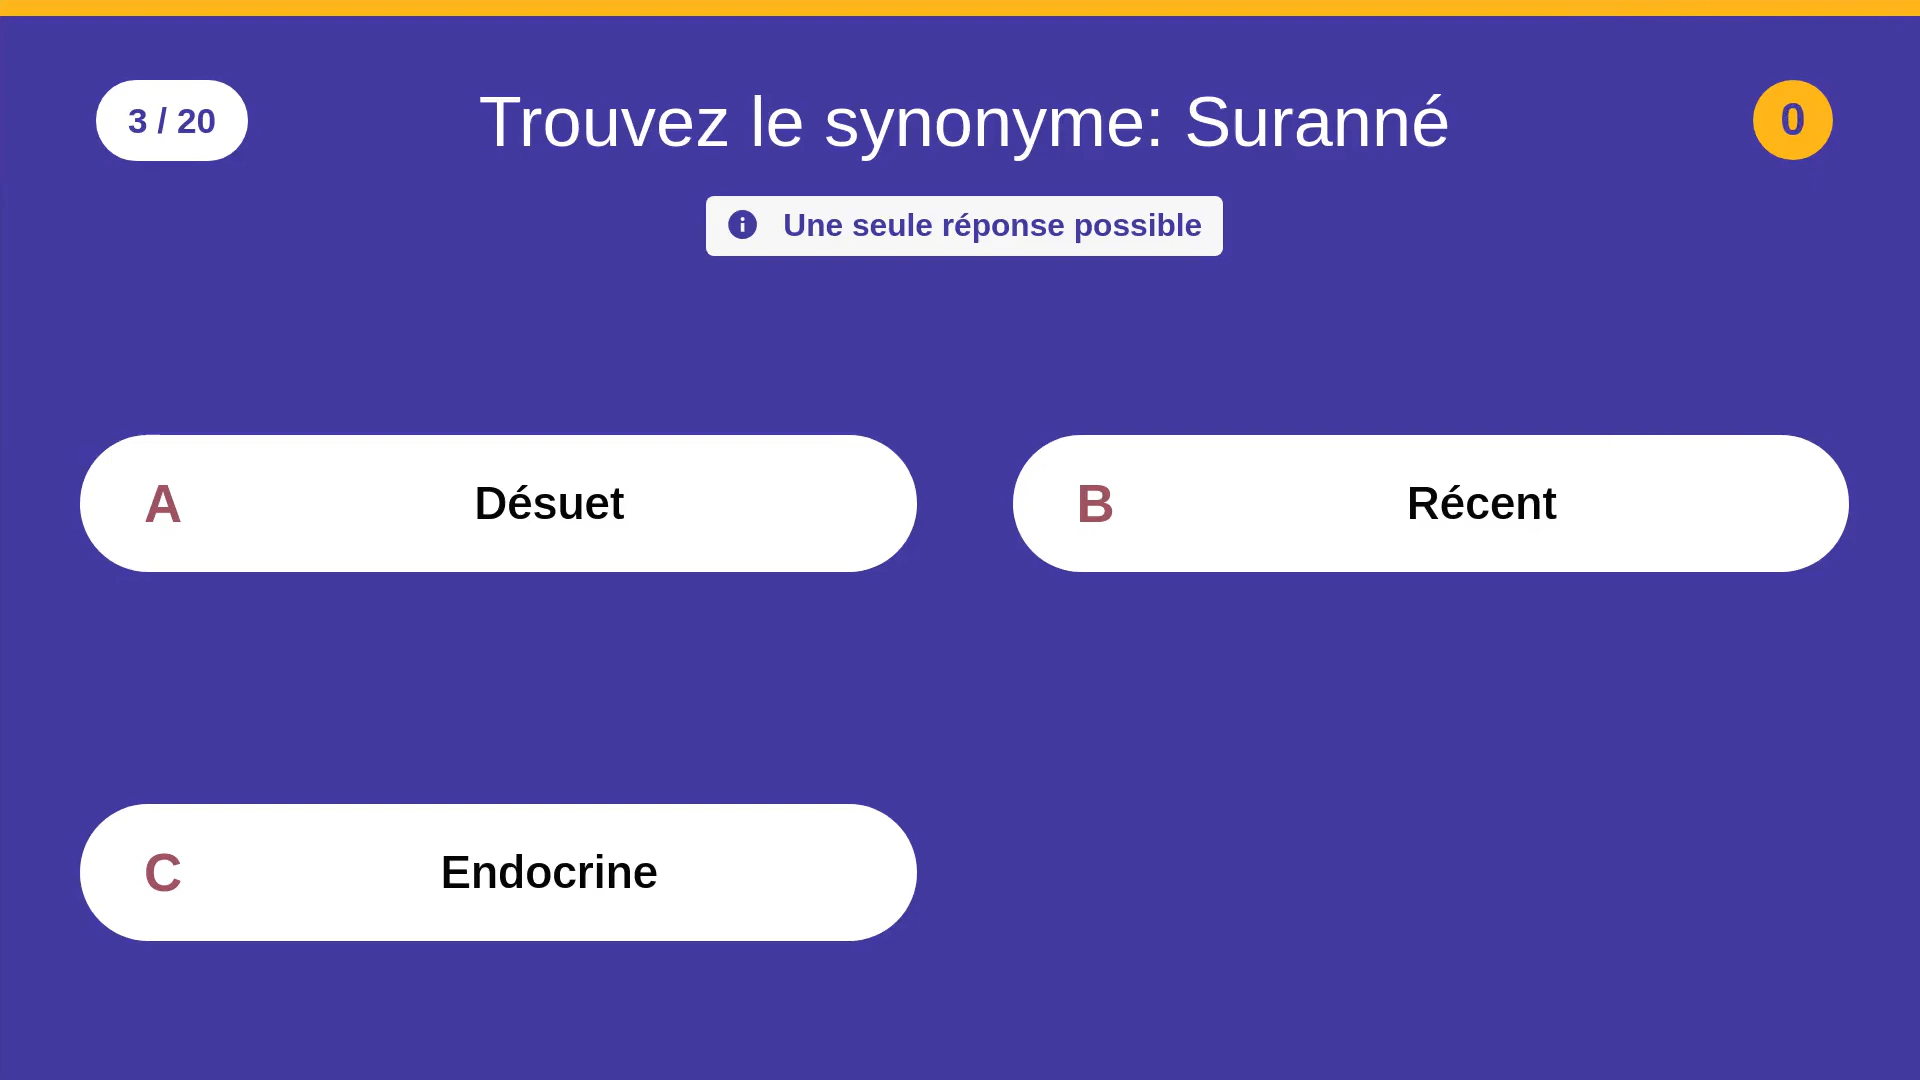 3 / 20
Trouvez le synonyme: Suranné
0
Une seule réponse possible
A
Désuet
B
Récent
C
Endocrine